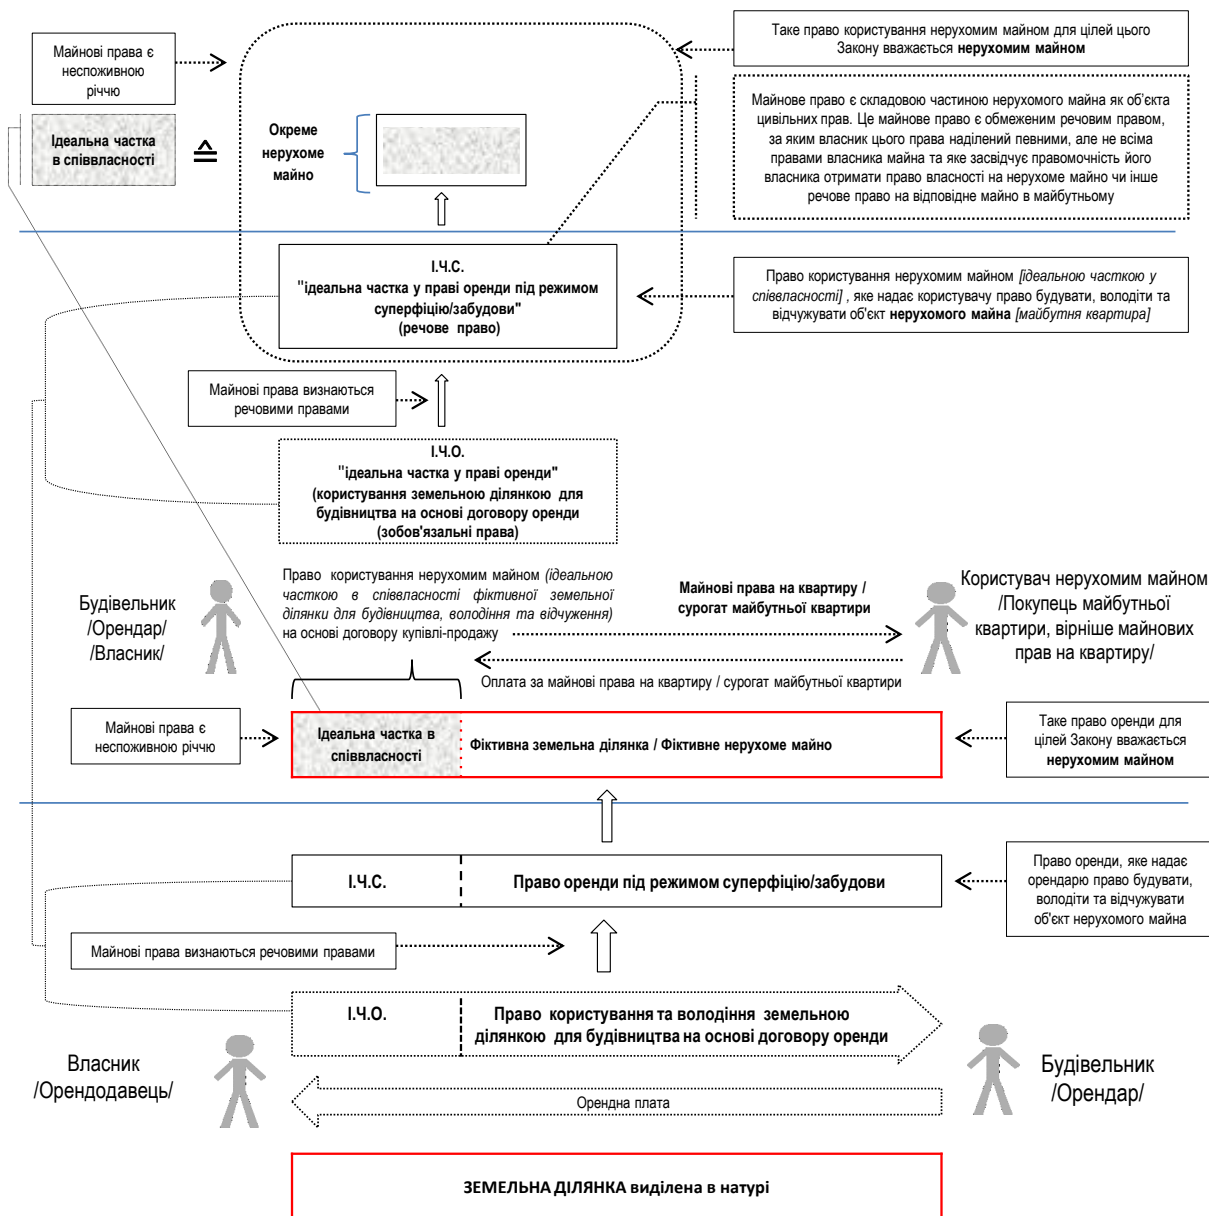 Майнові права є
неспоживною
річчю
Таке право користування нерухомим майном для цілей цього
Закону вважається нерухомим майном
Ідеальна частка
в співвласності
≙
Окреме
нерухоме
майно
Майнове право є складовою частиною нерухомого майна як об'єкта
цивільних прав. Це майнове право є обмеженим речовим правом,
за яким власник цього права наділений певними, але не всіма
правами власника майна та яке засвідчує правомочність його
власника отримати право власності на нерухоме майно чи інше
речове право на відповідне майно в майбутньому
І.Ч.С.
"ідеальна частка у праві оренди під режимом
суперфіцію/забудови"
(речове право)
Право користування нерухомим майном [ідеальною часткою у
співвласності] , яке надає користувачу право будувати, володіти та
відчужувати об'єкт нерухомого майна [майбутня квартира]
Майнові права визнаються
речовими правами
І.Ч.О.
"ідеальна частка у праві оренди"
(користування земельною ділянкою для
будівництва на основі договору оренди
(зобов'язальні права)
Будівельник
/Орендар/
/Власник/
Право користування нерухомим майном (ідеальною
часткою в співвласності фіктивної земельної
ділянки для будівництва, володіння та відчуження)
на основі договору купівлі-продажу
Майнові права на квартиру /
сурогат майбутньої квартири
Користувач нерухомим майном
/Покупець майбутньої
квартири, вірніше майнових
прав на квартиру/
Оплата за майнові права на квартиру / сурогат майбутньої квартири
Майнові права є
неспоживною річчю
Ідеальна частка в
співвласності
Фіктивна земельна ділянка / Фіктивне нерухоме майно
Таке право оренди для
цілей Закону вважається
нерухомим майном
І.Ч.С.
Право оренди під режимом суперфіцію/забудови
Право оренди, яке надає
орендарю право будувати,
володіти та відчужувати
об'єкт нерухомого майна
Майнові права визнаються речовими правами
І.Ч.О.
Право користування та володіння земельною
ділянкою для будівництва на основі договору оренди
Власник
/Орендодавець/
Будівельник
/Орендар/
Орендна плата
ЗЕМЕЛЬНА ДІЛЯНКА виділена в натурі